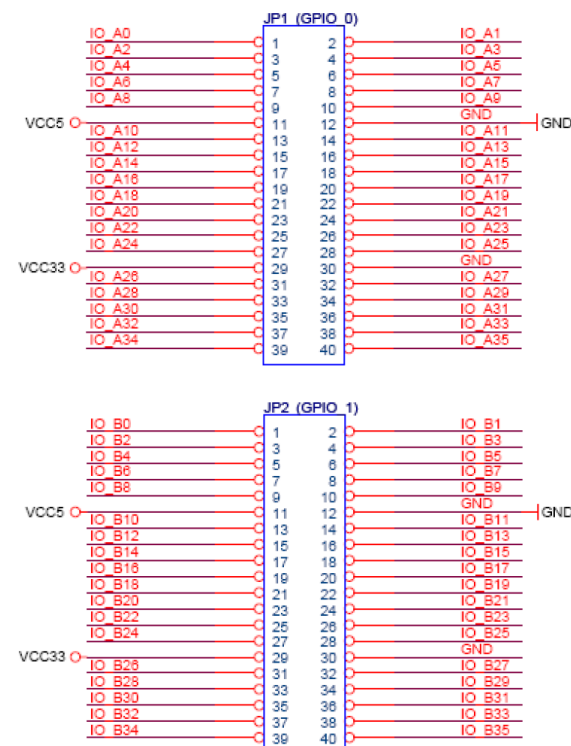 JP1 (GPIO 0)
IO_A0 1 2 IO_A1
IO_A2 3 4 IO_A3
IO_A4 5 6 IO_A5
IO_A6 7 8 IO_A7
IO_A8 9 10 IO_A9
VCC5 11 12 GND GND
IO_A10 13 14 IO_A11
IO_A12 15 16 IO_A13
IO_A14 17 18 IO_A15
IO_A16 19 20 IO_A17
IO_A18 21 22 IO_A19
IO_A20 23 24 IO_A21
IO_A22 25 26 IO_A23
IO_A24 27 28 IO_A25
VCC33 29 30 GND
IO_A26 31 32 IO_A27
IO_A28 33 34 IO_A29
IO_A30 35 36 IO_A31
IO_A32 37 38 IO_A33
IO_A34 39 40 IO_A35
JP2 (GPIO_1)
IO_B0 1 2 IO_B1
IO_B2 3 4 IO_B3
IO_B4 5 6 IO_B5
IO_B6 7 8 IO_B7
IO_B8 9 10 IO_B9
VCC5 11 12 GND GND
IO_B10 13 14 IO_B11
IO_B12 15 16 IO_B13
IO_B14 17 18 IO_B15
IO_B16 19 20 IO_B17
IO_B18 21 22 IO_B19
IO_B20 23 24 IO_B21
IO_B22 25 26 IO_B23
IO_B24 27 28 IO_B25
VCC33 29 30 GND
IO_B26 31 32 IO_B27
IO_B28 33 34 IO_B29
IO_B30 35 36 IO_B31
IO_B32 37 38 IO_B33
IO_B34 39 40 IO_B35